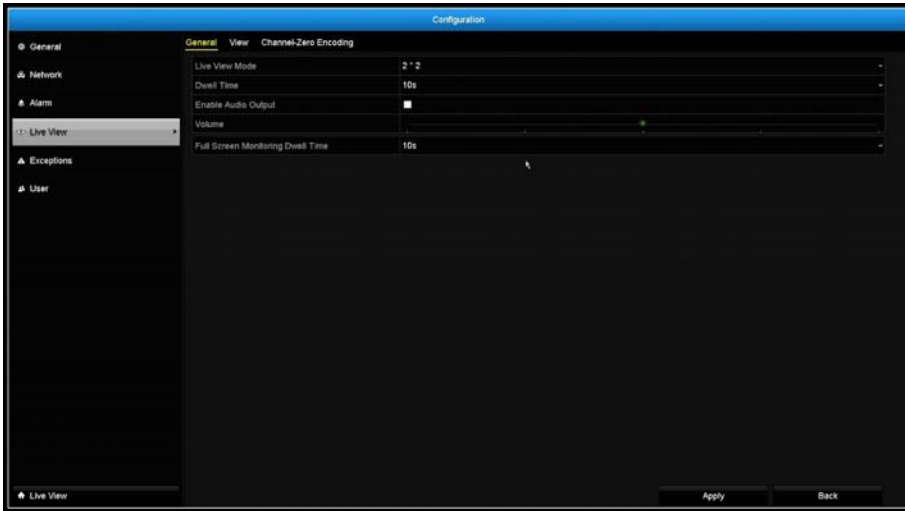 Configuration
General
Network
Alarm
Live View
Exceptions
User
General View Channel-Zero Encoding
Live View Mode 2 * 2
Dwell Time 10s
Enable Audio Output
Volume
Full Screen Monitoring Dwell Time 10s
Live View
Apply Back